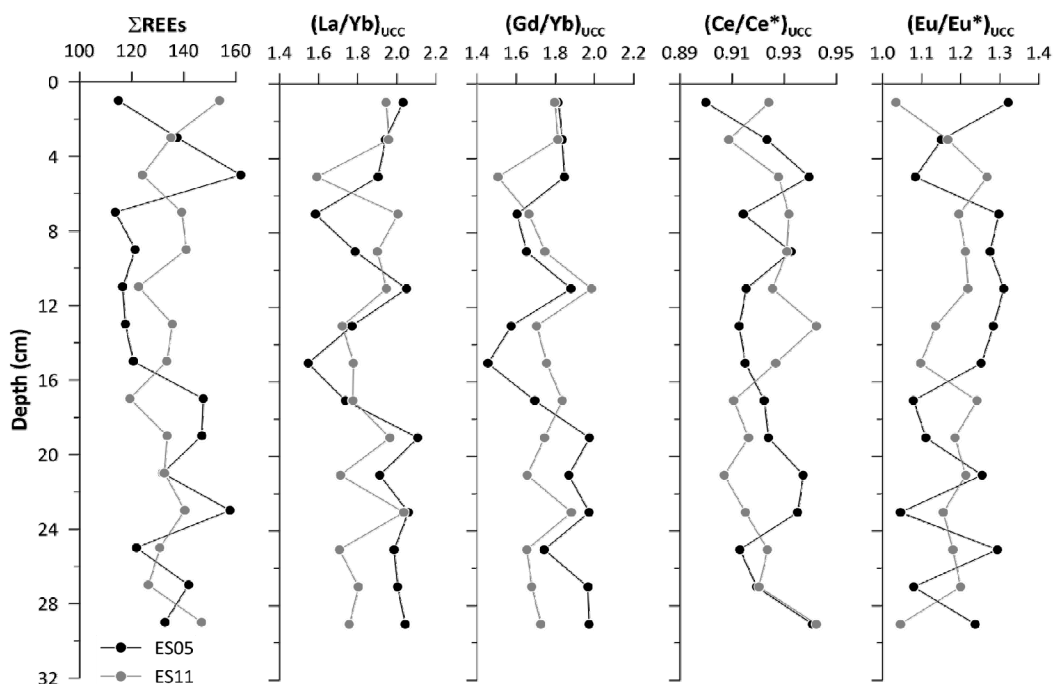 ΣREEs (La/Yb)UCC (Gd/Yb)UCC (Ce/Ce*)UCC (Eu/Eu*)UCC
100 120 140 160 1.4 1.6 1.8 2.0 2.2 1.4 1.6 1.8 2.0 2.2 0.89 0.91 0.93 0.95 1.0 1.1 1.2 1.3 1.4
0
4
8
12
Depth (cm)
16
20
24
28
ES05
ES11
32